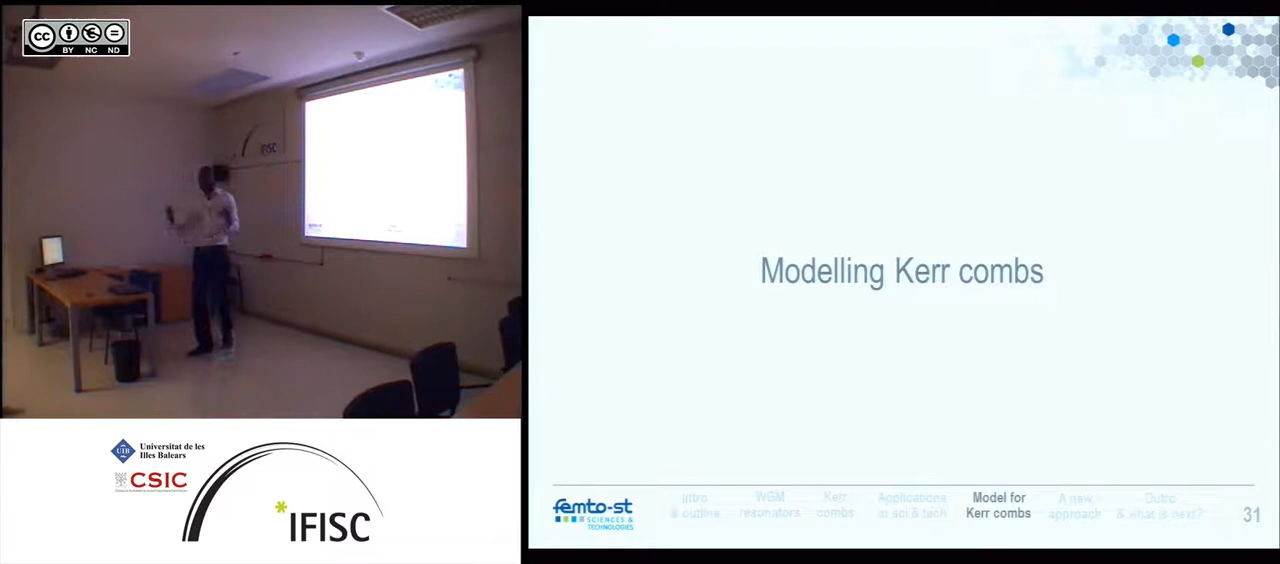 cc
BY NC ND
IFISC
Universitat de les
Illes Balears
UIB
CSIC
*IFISC
Modelling Kerr combs
femto-st
SCIENCES &
TECHNOLOGIES
Intro
& outline
WGM
resonators
Kerr
combs
Applications
in sci & tech
Model for
Kerr combs
A new
approach
Outro
& what is next?
31